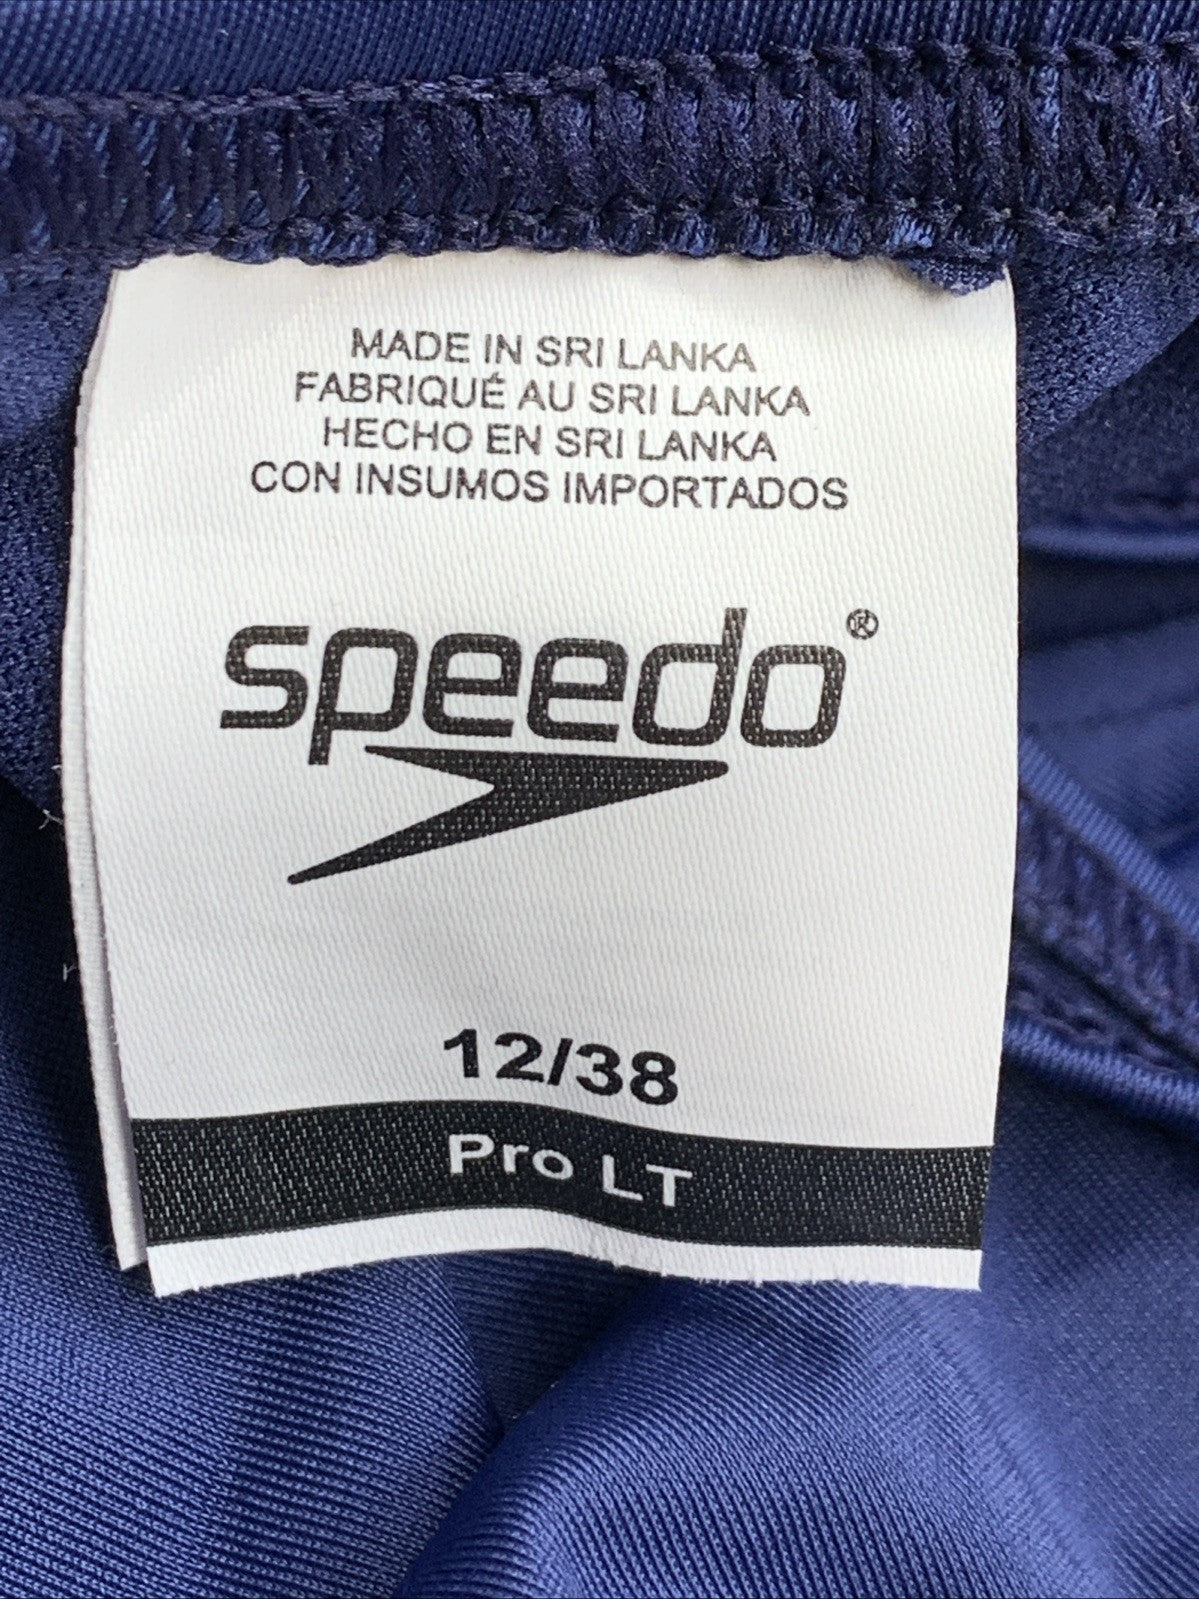 MADE IN SRI LANKA
FABRIQUÉ AU SRI LANKA
HECHO EN SRI LANKA
CON INSUMOS IMPORTADOS
speedo®
12/38
Pro LT